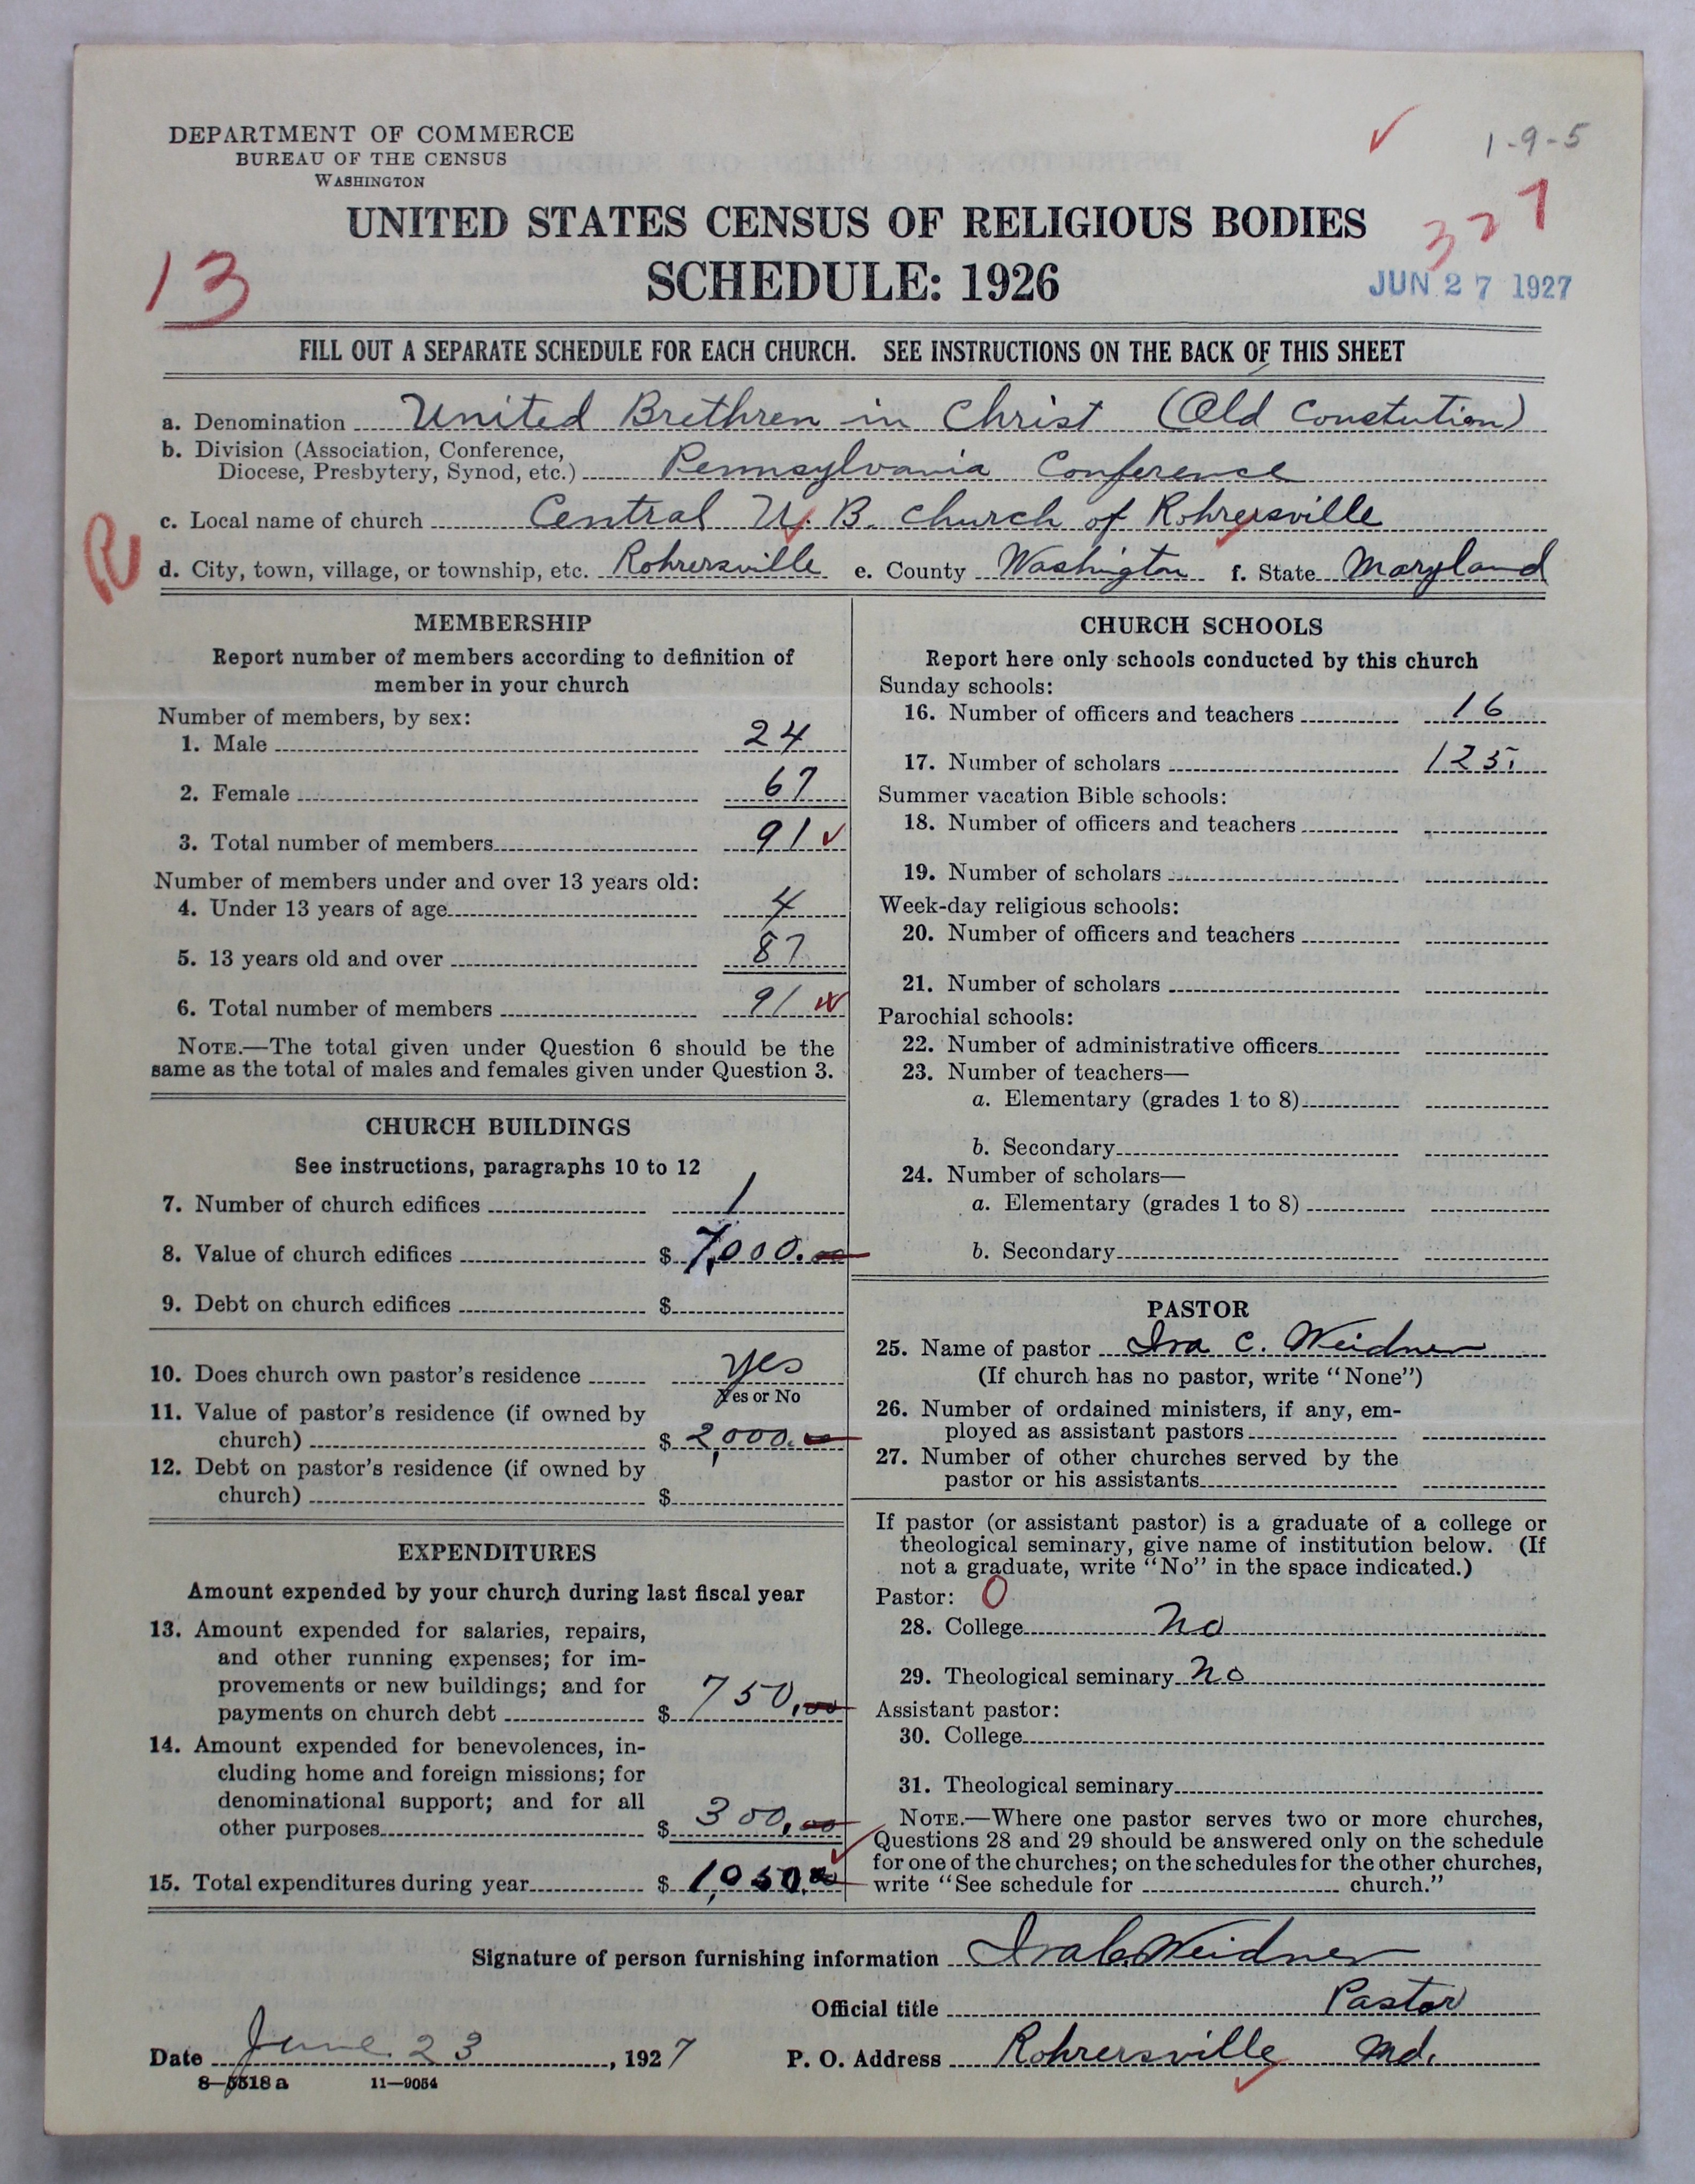 DEPARTMENT OF COMMERCE
BUREAU OF THE CENSUS
WASHINGTON
1-9-5
UNITED STATES CENSUS OF RELIGIOUS BODIES
327
13
SCHEDULE: 1926
JUN 27 1927
FILL OUT A SEPARATE SCHEDULE FOR EACH CHURCH. SEE INSTRUCTIONS ON THE BACK OF THIS SHEET
a. Denomination United Brethren in Christ (Old Constution)
b. Division (Association, Conference,
Diocese, Presbytery, Synod, etc.) Pennsylvania Conference
c. Local name of church Central U. B. Church of Rohrersville
R
d. City, town, village, or township, etc. Rohrersville e. County Washington f. State Maryland
MEMBERSHIP
Report number of members according to definition of
member in your church
Number of members, by sex:
1. Male 24
2. Female 67
3. Total number of members 91
Number of members under and over 13 years old:
4. Under 13 years of age 4
5. 13 years old and over 87
6. Total number of members 91
NOTE.—The total given under Question 6 should be the
same as the total of males and females given under Question 3.
CHURCH BUILDINGS
See instructions, paragraphs 10 to 12
7. Number of church edifices 1
8. Value of church edifices $ 7,000.00
9. Debt on church edifices $
10. Does church own pastor's residence yes
Yes or No
11. Value of pastor's residence (if owned by
church) $ 2,000.00
12. Debt on pastor's residence (if owned by
church) $
EXPENDITURES
Amount expended by your church during last fiscal year
13. Amount expended for salaries, repairs,
and other running expenses; for im-
provements or new buildings; and for
payments on church debt $ 750.00
14. Amount expended for benevolences, in-
cluding home and foreign missions; for
denominational support; and for all
other purposes $ 300.00
15. Total expenditures during year $ 1,050.00
CHURCH SCHOOLS
Report here only schools conducted by this church
Sunday schools:
16. Number of officers and teachers 16
17. Number of scholars 125
Summer vacation Bible schools:
18. Number of officers and teachers
19. Number of scholars
Week-day religious schools:
20. Number of officers and teachers
21. Number of scholars
Parochial schools:
22. Number of administrative officers
23. Number of teachers—
a. Elementary (grades 1 to 8)
b. Secondary
24. Number of scholars—
a. Elementary (grades 1 to 8)
b. Secondary
PASTOR
25. Name of pastor Ira C. Weidner
(If church has no pastor, write "None")
26. Number of ordained ministers, if any, em-
ployed as assistant pastors
27. Number of other churches served by the
pastor or his assistants
If pastor (or assistant pastor) is a graduate of a college or
theological seminary, give name of institution below. (If
not a graduate, write "No" in the space indicated.)
Pastor: 0
28. College no
29. Theological seminary no
Assistant pastor:
30. College
31. Theological seminary
NOTE.—Where one pastor serves two or more churches,
Questions 28 and 29 should be answered only on the schedule
for one of the churches; on the schedules for the other churches,
write "See schedule for church."
Signature of person furnishing information Ira C. Weidner
Official title Pastor
Date June 23, 1927 P. O. Address Rohrersville Md.
8—5518 a 11—9054